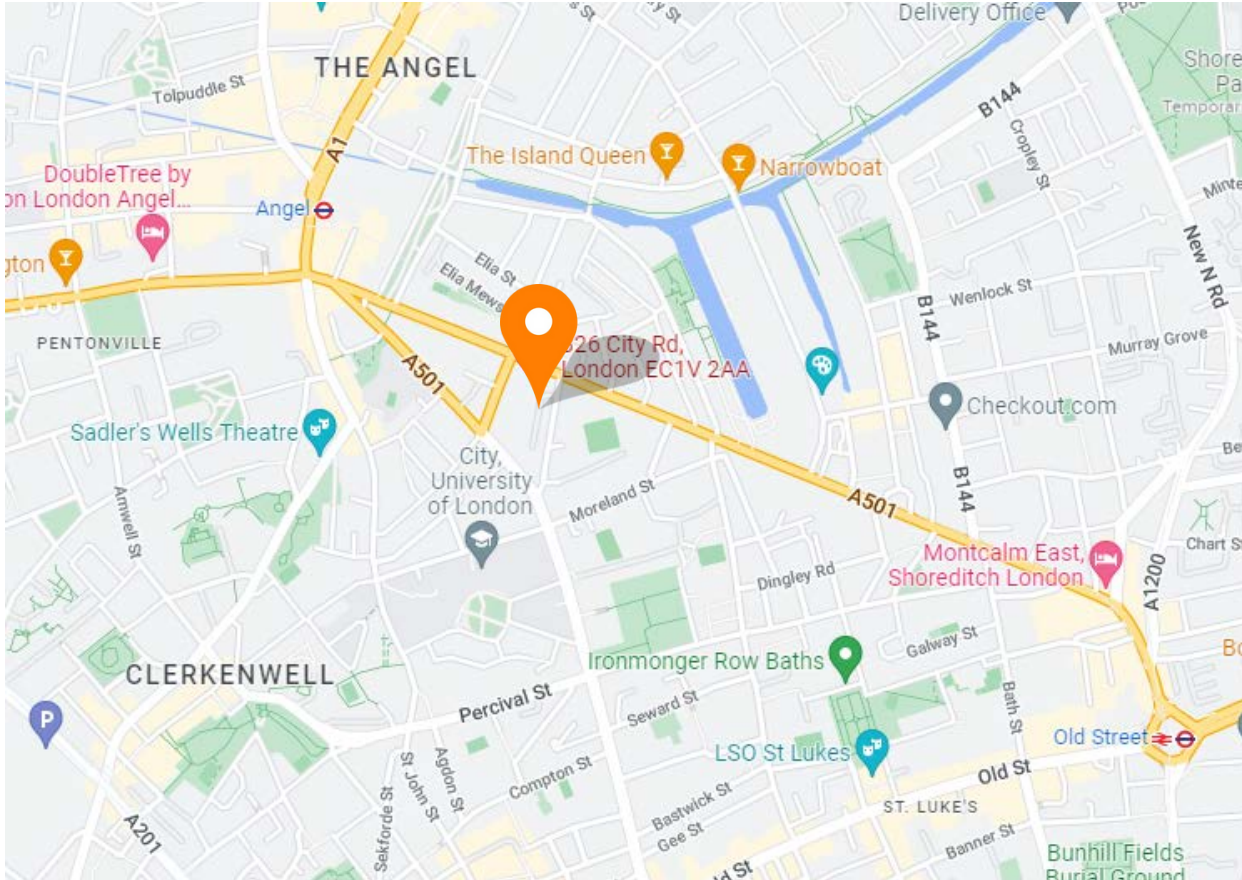 Delivery Office
THE ANGEL
Tolpuddle St
Shore
Pa
Temporar
B144
A1
Cropley St
The Island Queen
Narrowboat
DoubleTree by
on London Angel...
Angel
Minte
New N Rd
gton
Elia St
Elia Mews
Wenlock St
B144
PENTONVILLE
326 City Rd,
London EC1V 2AA
Murray Grove
A501
Checkout.com
Sadler's Wells Theatre
City,
University
of London
Be
B144
Amwell St
Moreland St
A501
Chart S
Montcalm East,
Shoreditch London
A1200
Dingley Rd
Galway St
Ironmonger Row Baths
Bo
CLERKENWELL
Percival St
Seward St
Bath St
P
Old Street
LSO St Lukes
St John St
Agdon St
Compton St
Old St
ST. LUKE'S
Sekforde St
Bastwick St
Gee St
A201
Banner St
Bunhill Fields
Burial Ground
ld St